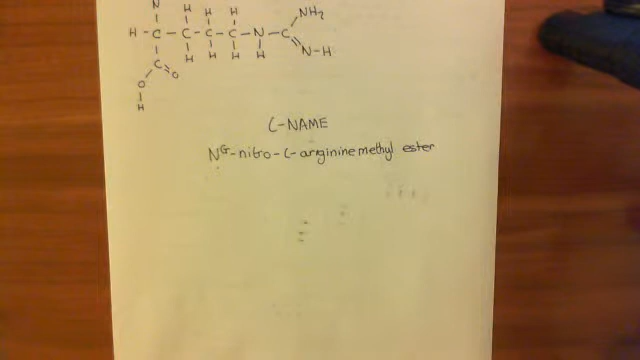 N H H H NH2
H-C-C-C-C-N-C
H H H H N-H
C O
O
H
L-NAME
NG-nitro-L-arginine methyl ester